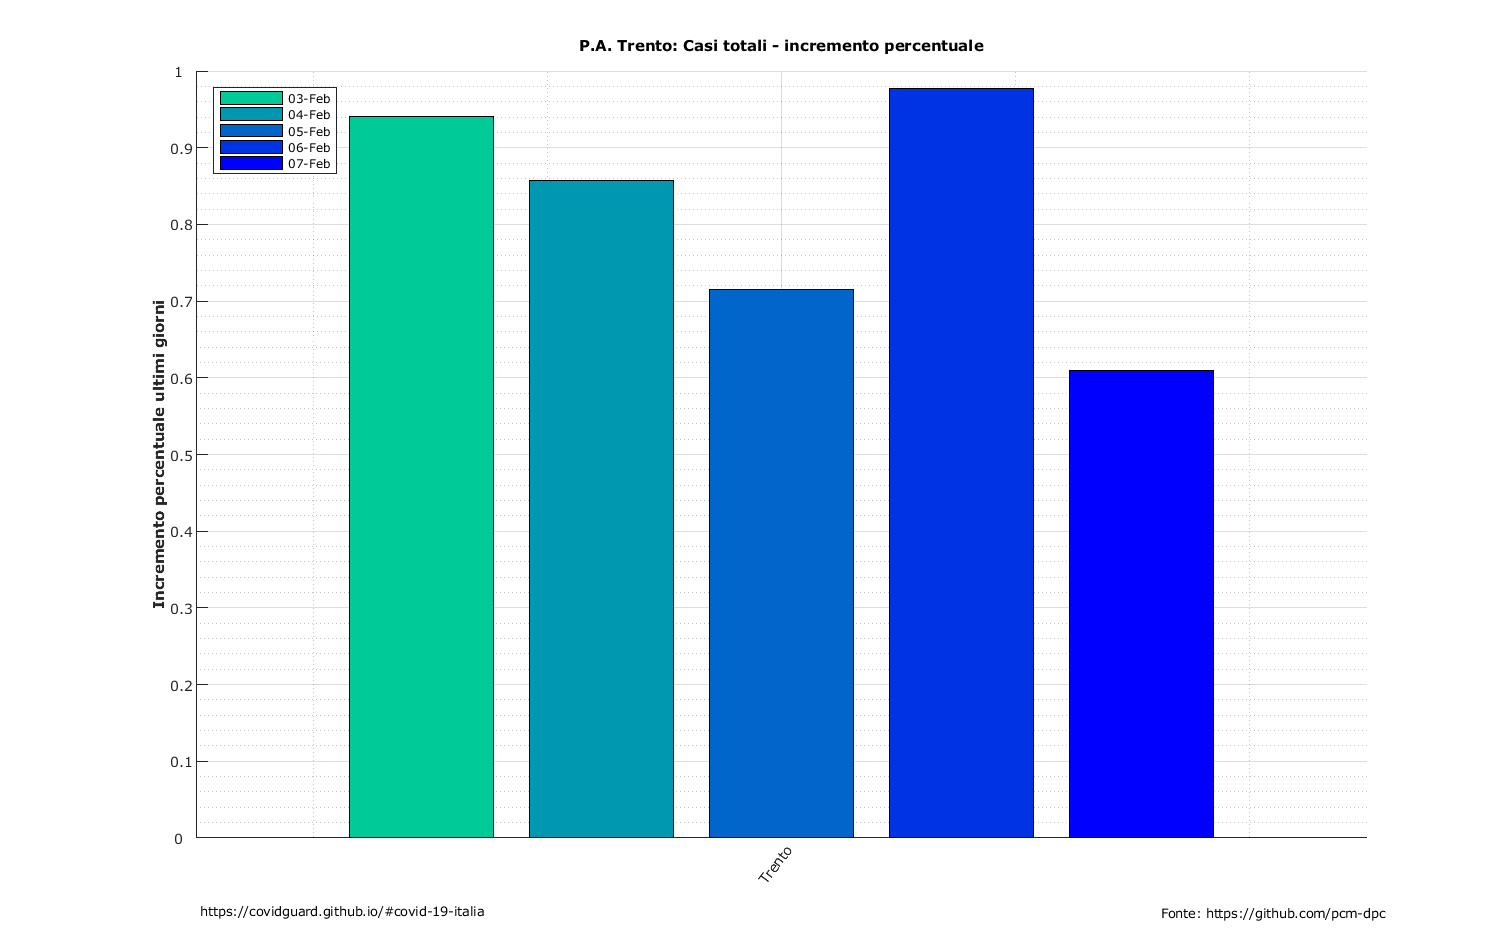 P.A. Trento: Casi totali - incremento percentuale
03-Feb
04-Feb
05-Feb
06-Feb
07-Feb
Incremento percentuale ultimi giorni
1
0.9
0.8
0.7
0.6
0.5
0.4
0.3
0.2
0.1
0
Trento
https://covidguard.github.io/#covid-19-italia
Fonte: https://github.com/pcm-dpc